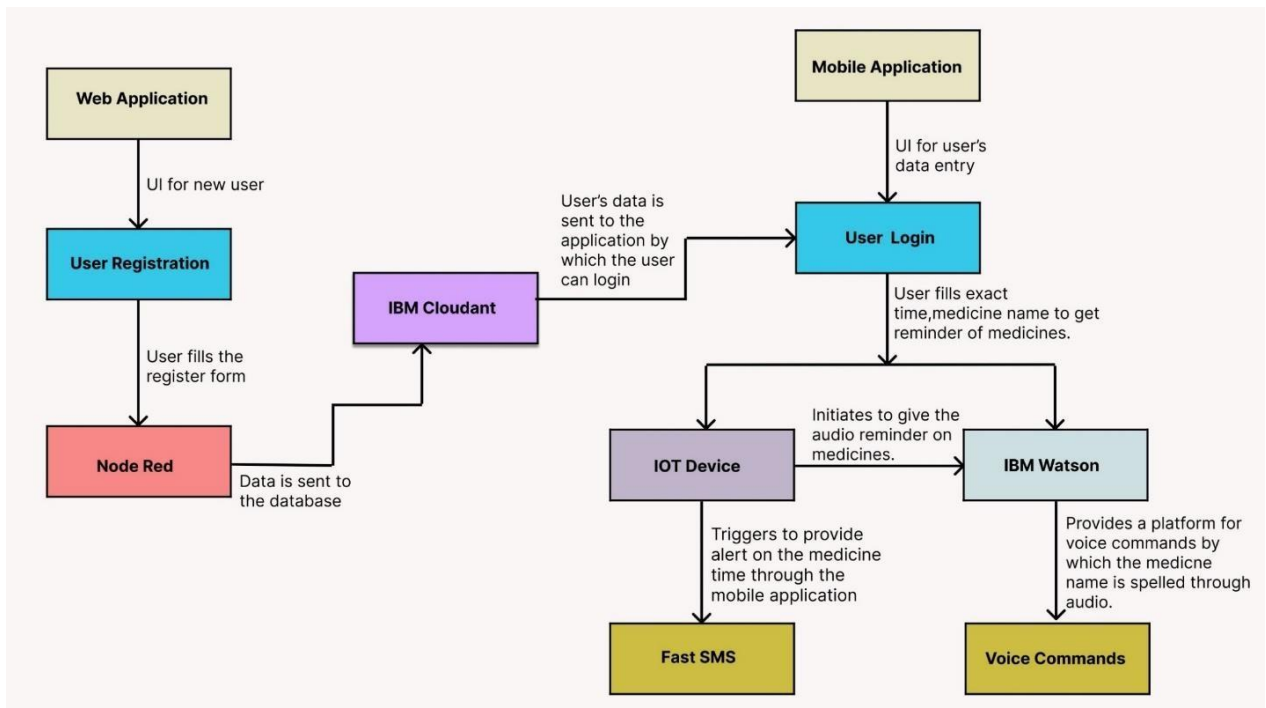 Web Application
UI for new user
User Registration
User fills the
register form
Node Red
Data is sent to
the database
IBM Cloudant
User's data is
sent to the
application by
which the user
can login
Mobile Application
UI for user's
data entry
User Login
User fills exact
time,medicine name to get
reminder of medicines.
IOT Device
Initiates to give the
audio reminder on
medicines.
IBM Watson
Triggers to provide
alert on the medicine
time through the
mobile application
Provides a platform for
voice commands by
which the medicne
name is spelled through
audio.
Fast SMS
Voice Commands